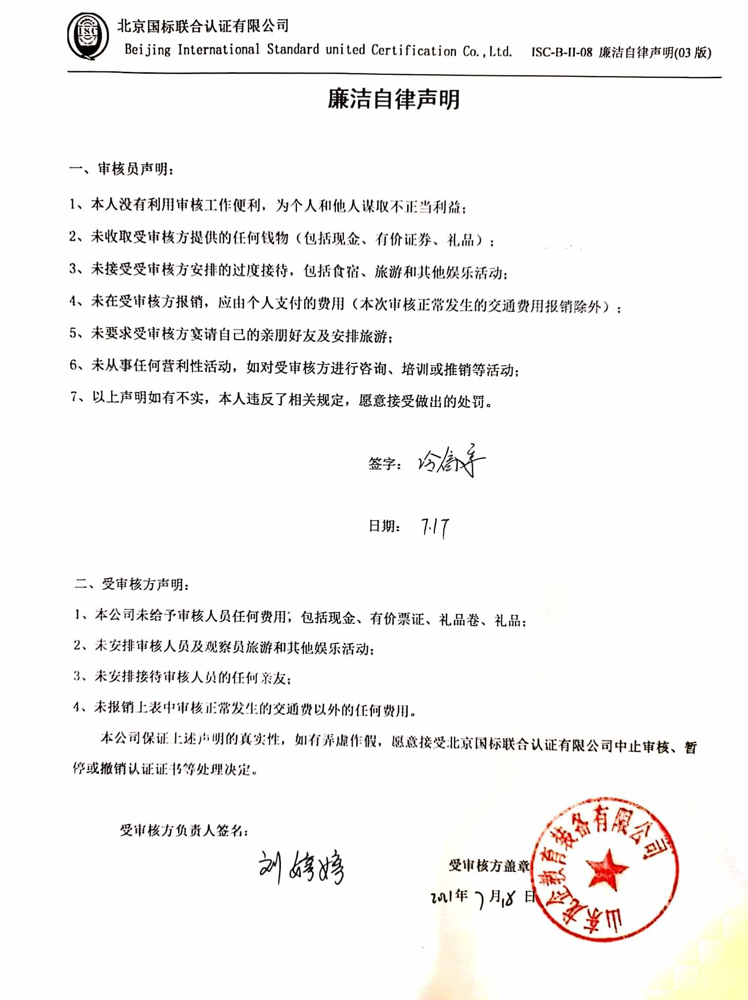 ISC
北京国标联合认证有限公司
Beijing International Standard united Certification Co.,Ltd. ISC-B-II-08 廉洁自律声明(03 版)
廉洁自律声明
一、审核员声明：
1、本人没有利用审核工作便利，为个人和他人谋取不正当利益；
2、未收取受审核方提供的任何钱物（包括现金、有价证券、礼品）；
3、未接受受审核方安排的过度接待，包括食宿、旅游和其他娱乐活动；
4、未在受审核方报销，应由个人支付的费用（本次审核正常发生的交通费用报销除外）；
5、未要求受审核方宴请自己的亲朋好友及安排旅游；
6、未从事任何营利性活动，如对受审核方进行咨询、培训或推销等活动；
7、以上声明如有不实，本人违反了相关规定，愿意接受做出的处罚。
签字：
日期： 7.17
二、受审核方声明：
1、本公司未给予审核人员任何费用；包括现金、有价票证、礼品卷、礼品；
2、未安排审核人员及观察员旅游和其他娱乐活动；
3、未安排接待审核人员的任何亲友；
4、未报销上表中审核正常发生的交通费以外的任何费用。
本公司保证上述声明的真实性，如有弄虚作假，愿意接受北京国标联合认证有限公司中止审核、暂
停或撤销认证证书等处理决定。
受审核方负责人签名：
刘婷婷
受审核方盖章
2021年 7 月 18 日
山东龙企教育装备有限公司